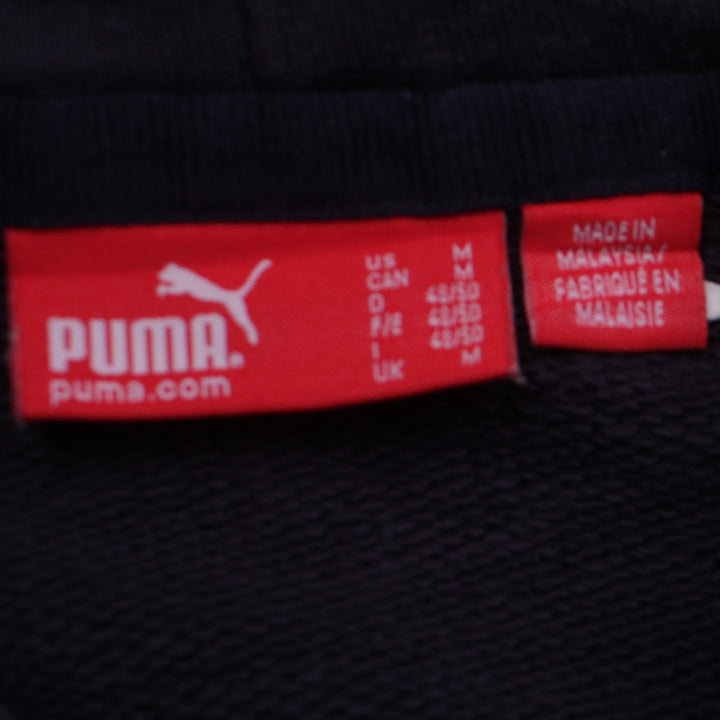 PUMA.
puma.com
US M
CAN M
D 48/50
F/E 48/50
I 48/50
UK M
MADE IN
MALAYSIA/
FABRIQUÉ EN
MALAISIE